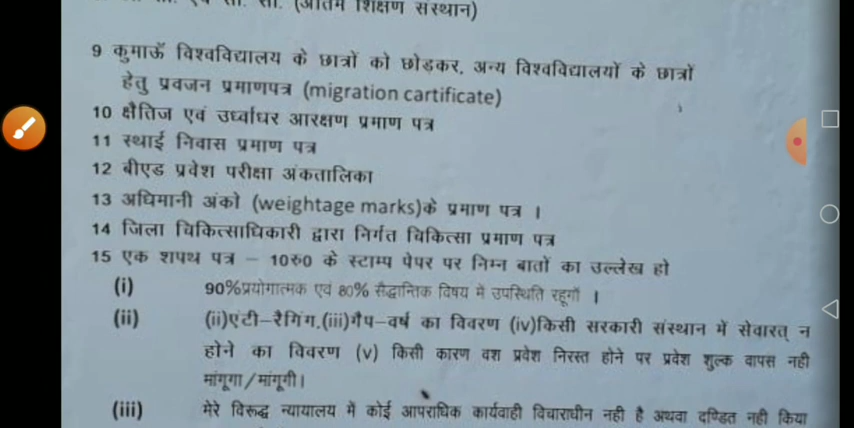 (अंतिम शिक्षण संस्थान)
9 कुमाऊँ विश्वविद्यालय के छात्रों को छोड़कर, अन्य विश्वविद्यालयों के छात्रों
हेतु प्रवजन प्रमाणपत्र (migration cartificate)
10 क्षैतिज एवं उर्ध्वाधर आरक्षण प्रमाण पत्र
11 स्थाई निवास प्रमाण पत्र
12 बीएड प्रवेश परीक्षा अंकतालिका
13 अधिमानी अंको (weightage marks)के प्रमाण पत्र ।
14 जिला चिकित्साधिकारी द्वारा निर्गत चिकित्सा प्रमाण पत्र
15 एक शपथ पत्र – 10रु0 के स्टाम्प पेपर पर निम्न बातों का उल्लेख हो
(i) 90%प्रयोगात्मक एवं 80% सैद्धान्तिक विषय में उपस्थिति रहूगॉं ।
(ii) (ii)एंटी–रैगिंग.(iii)गैप–वर्ष का विवरण (iv)किसी सरकारी संस्थान में सेवारत् न
होने का विवरण (v) किसी कारण वश प्रवेश निरस्त होने पर प्रवेश शुल्क वापस नही
मांगूगा/मांगूगी।
(iii) मेरे विरूद्ध न्यायालय में कोई आपराधिक कार्यवाही विचाराधीन नही है अथवा दण्डित नही किया